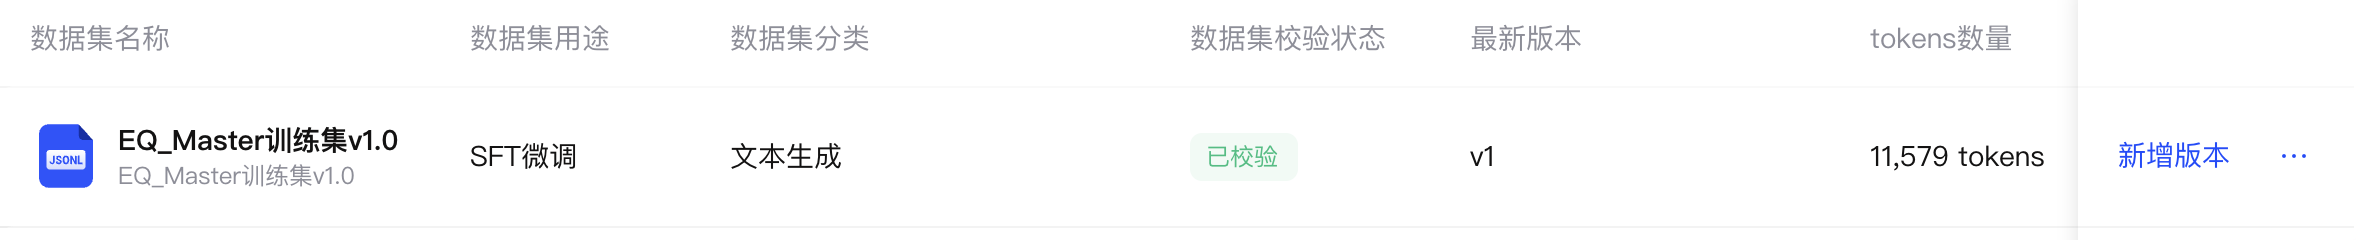 数据集名称 数据集用途 数据集分类 数据集校验状态 最新版本 tokens数量
EQ_Master训练集v1.0
JSONL
EQ_Master训练集v1.0
SFT微调 文本生成 已校验 v1 11,579 tokens 新增版本 ···